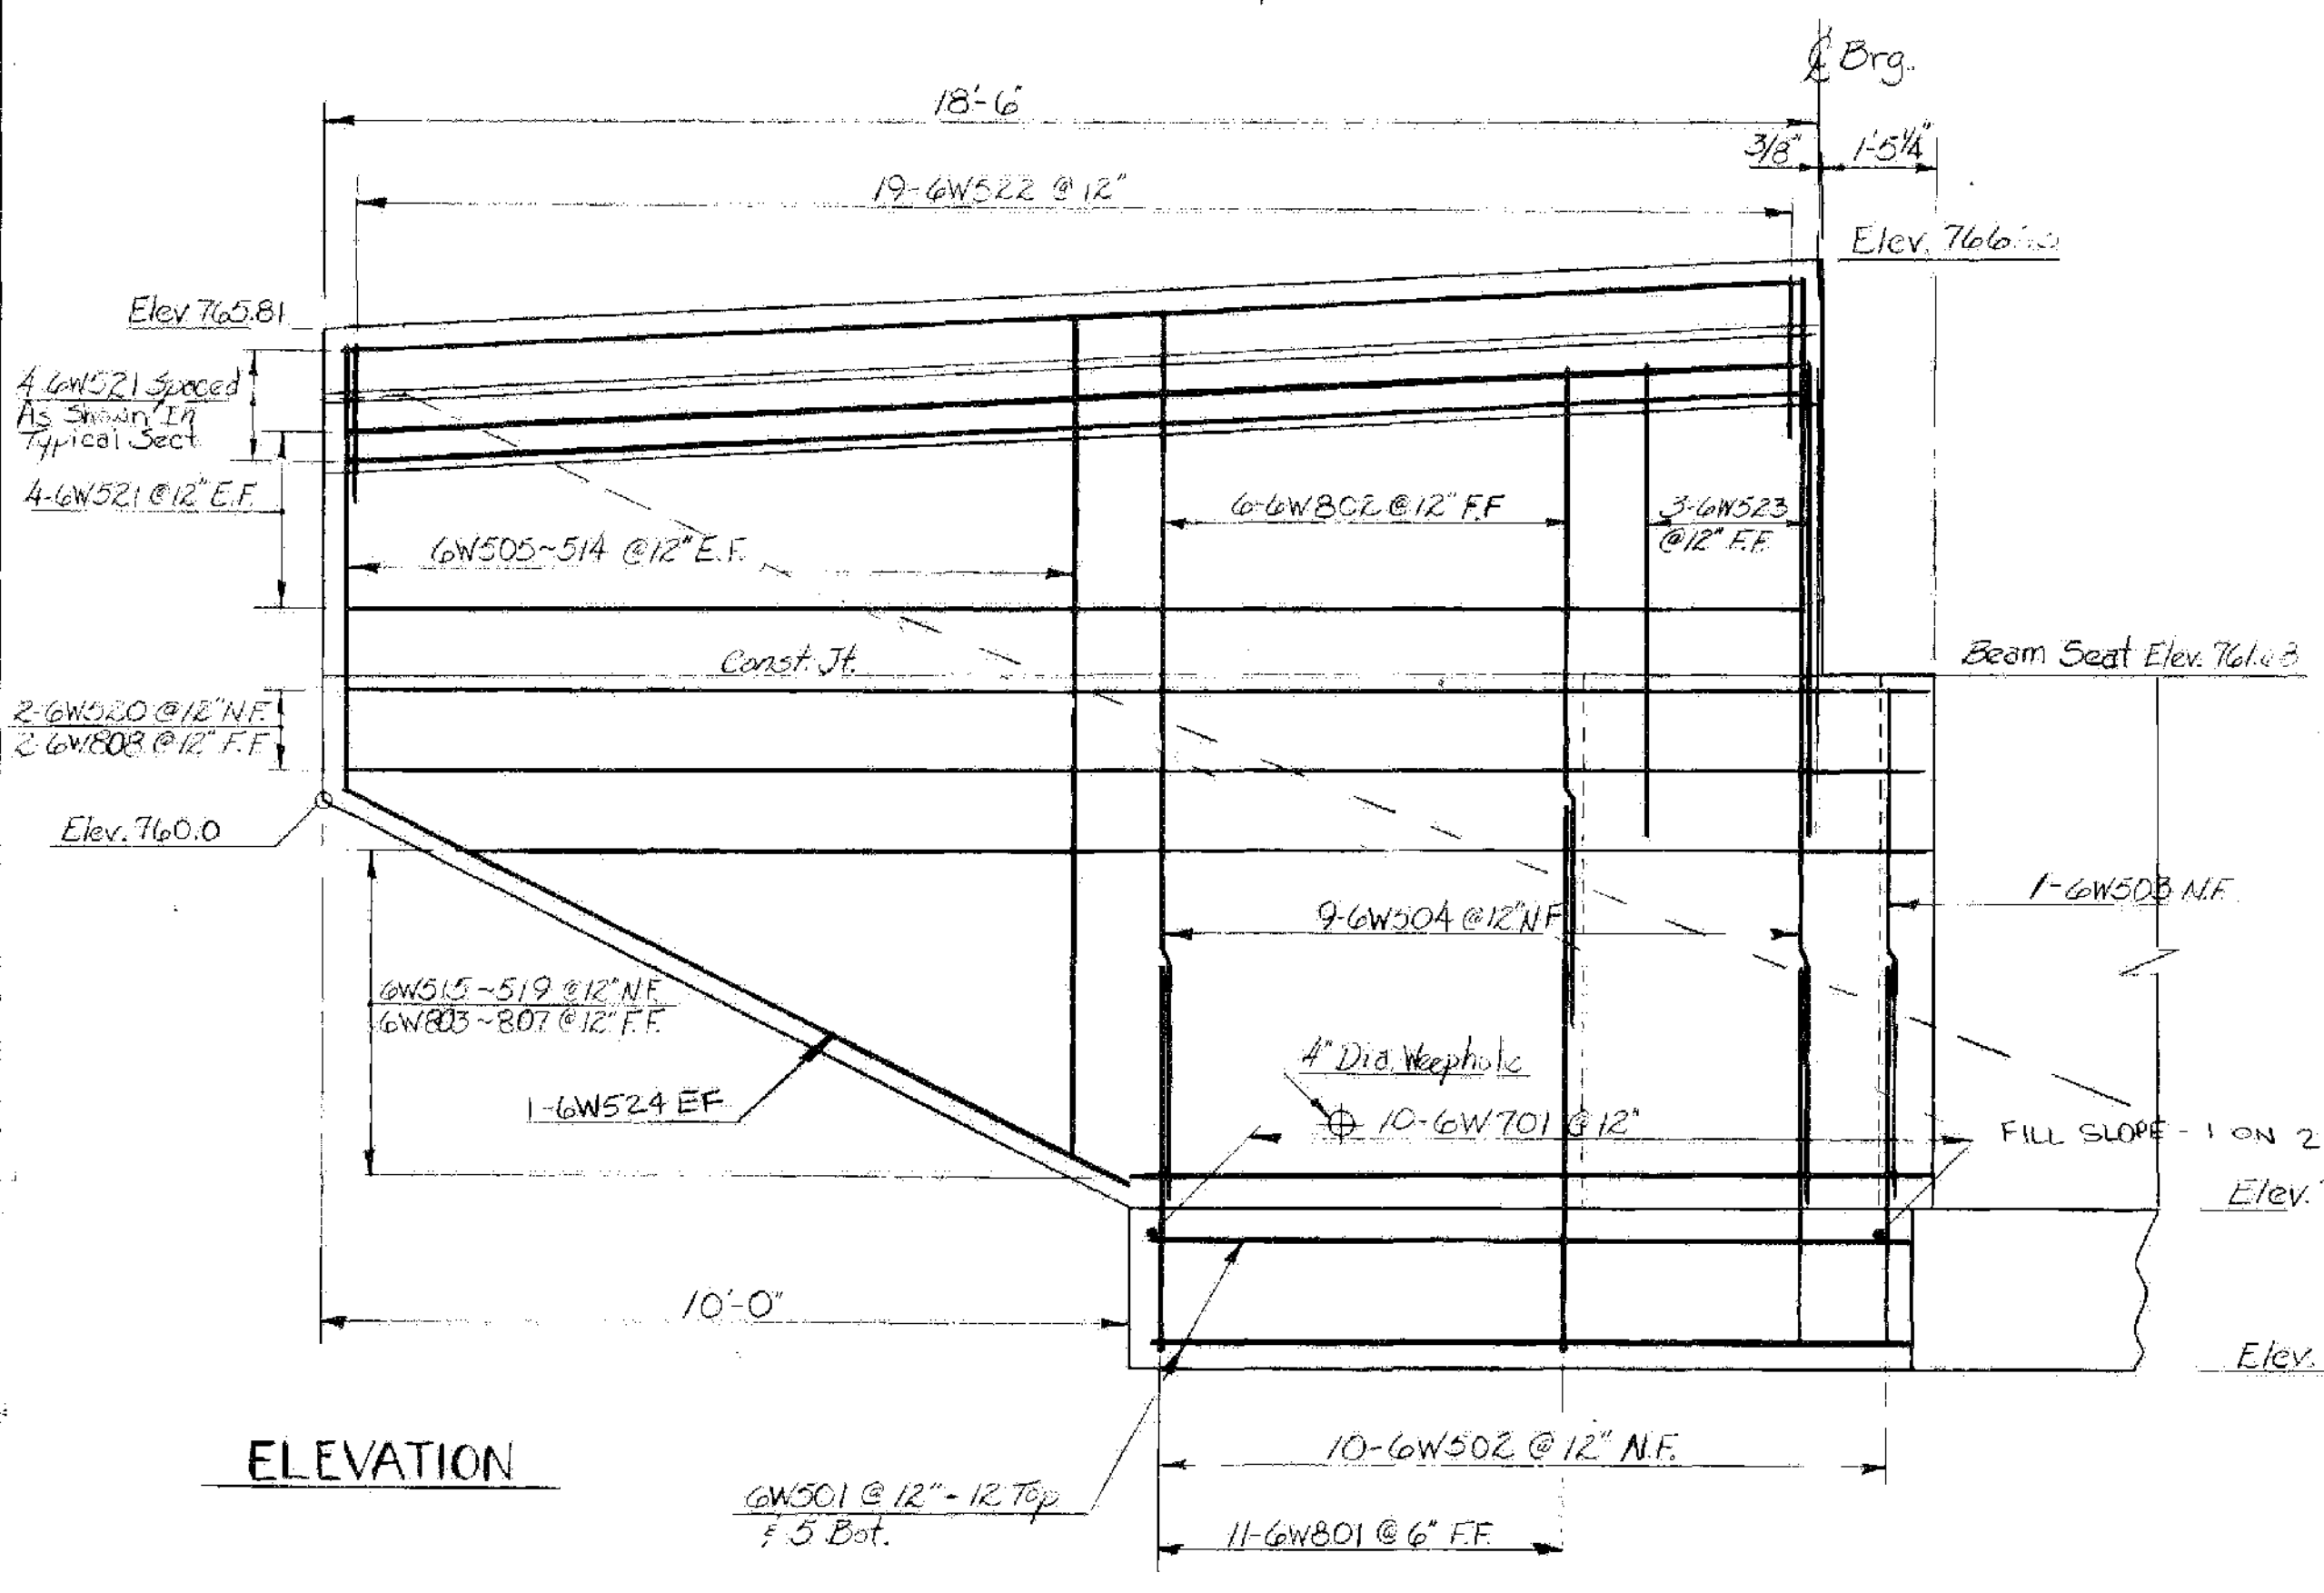 ℄ Brg.
18'-6"
3/8" 1'-5 1/4"
19-6W522 @ 12"
Elev.
Elev 765.81
4-6W521 Spaced
As Shown In
Typical Sect.
4-6W521 @ 12" E.F.
6-6W802 @ 12" F.F
3-6W523
@ 12" F.F.
6W505~514 @ 12" E.F.
Const. Jt.
Beam Seat Elev.
2-6W520 @ 12" N.F.
2-6W808 @ 12" F.F.
Elev. 760.0
1-6W503 N.F.
9-6W504 @ 12" N.F
6W515~519 @ 12" N.F.
6W803~807 @ 12" F.F.
4" Dia. Weephole
1-6W524 EF
10-6W701 @ 12"
FILL SLOPE - 1 ON 2
Elev.
10'-0"
Elev.
ELEVATION
10-6W502 @ 12" N.F.
6W501 @ 12" - 12 Top
& 5 Bot.
11-6W801 @ 6" F.F.